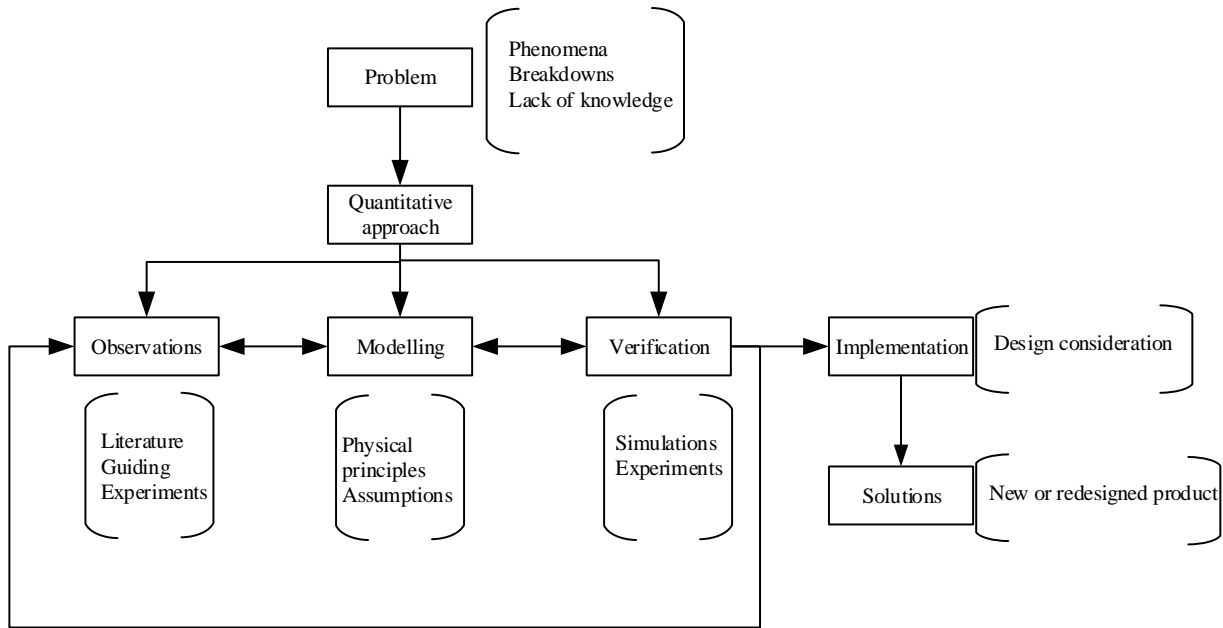 Problem
Phenomena
Breakdowns
Lack of knowledge
Quantitative
approach
Observations
Modelling
Verification
Implementation
Design consideration
Literature
Guiding
Experiments
Physical
principles
Assumptions
Simulations
Experiments
Solutions
New or redesigned product